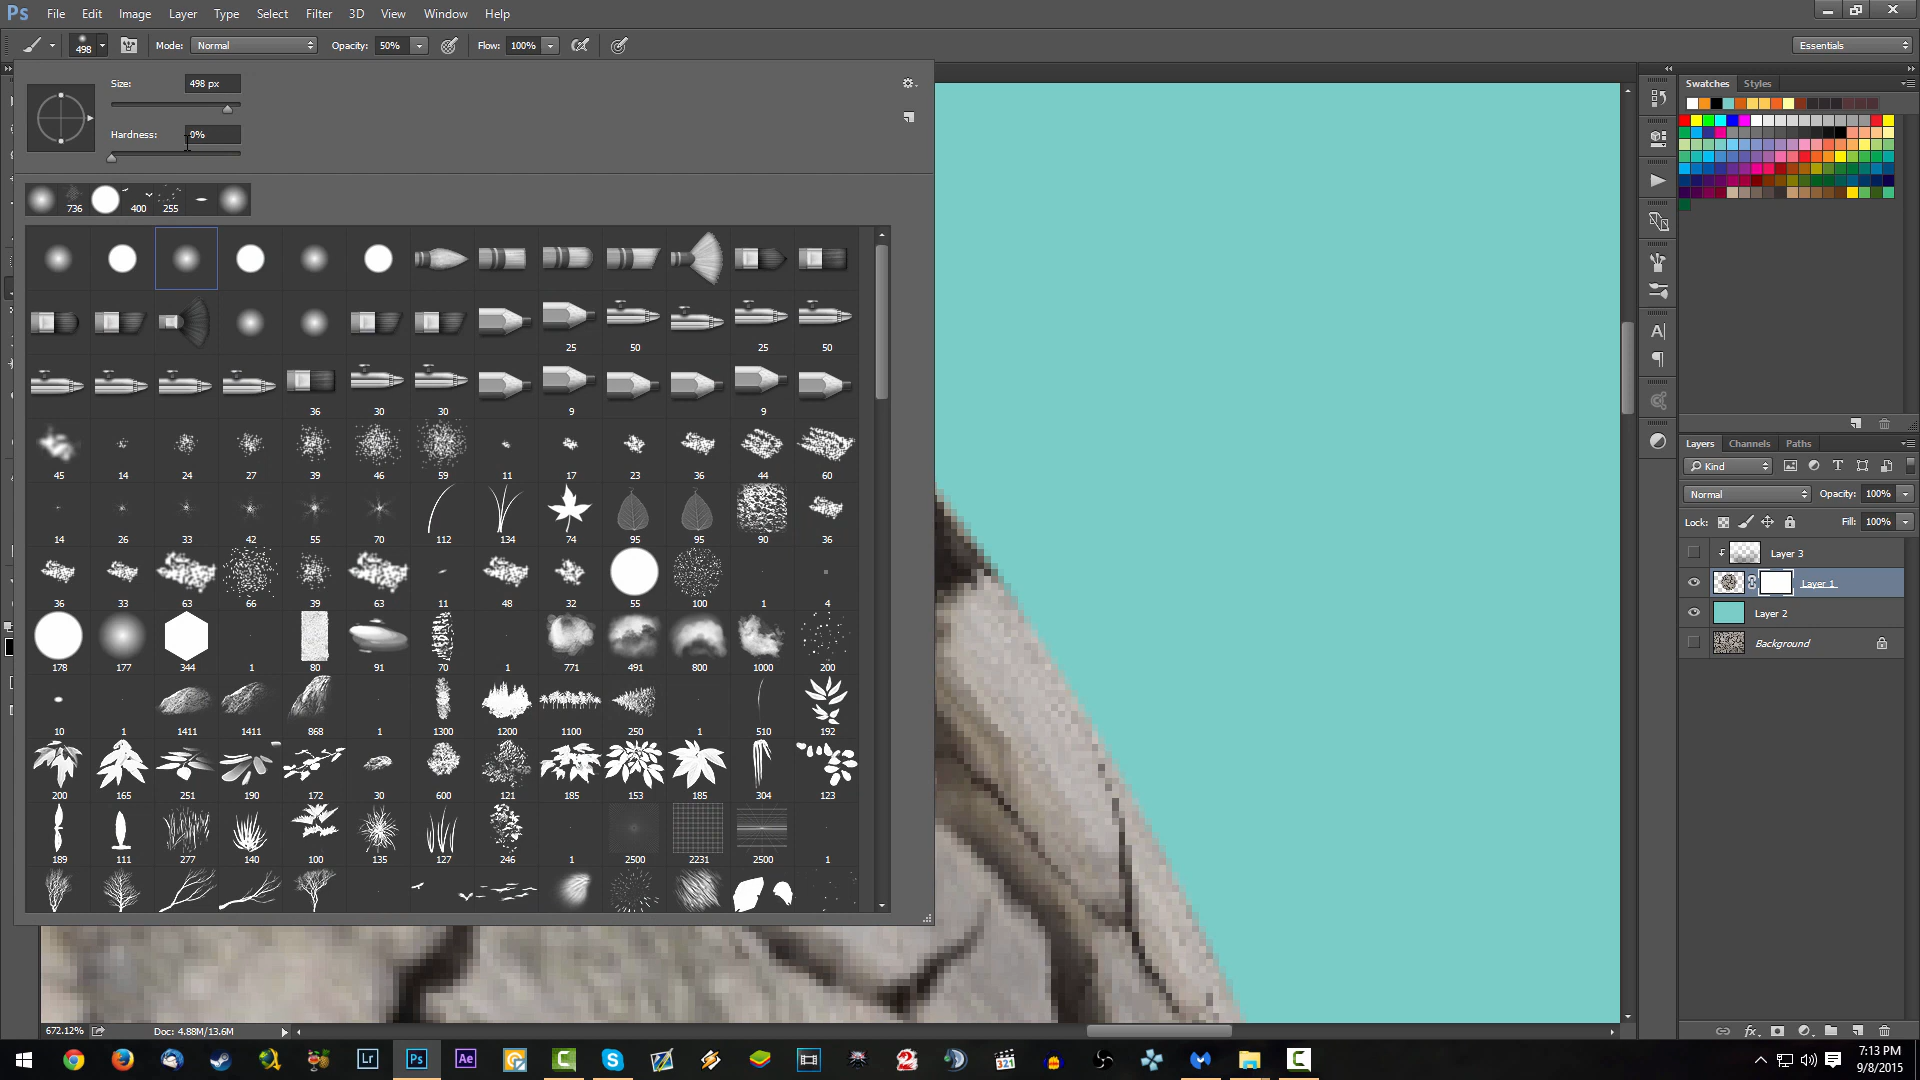 Ps File Edit Image Layer Type Select Filter 3D View Window Help
498 Mode: Normal Opacity: 50% Flow: 100% Essentials
Size: 498 px
Hardness: 0%
736 400 255
25 50 25 50
36 30 30 9 9
45 14 24 27 39 46 59 11 17 23 36 44 60
14 26 33 42 55 70 112 134 74 95 95 90 36
36 33 63 66 39 63 11 48 32 55 100 1 4
178 177 344 1 80 91 70 1 771 491 800 1000 200
10 1 1411 1411 868 1 1300 1200 1100 250 1 510 192
200 165 251 190 172 30 600 121 185 153 185 304 123
189 111 277 140 100 135 127 246 1 2500 2231 2500 1
Swatches Styles
Layers Channels Paths
Kind
Normal Opacity: 100%
Lock: Fill: 100%
Layer 3
Layer 1
Layer 2
Background
672.12% Doc: 4.88M/13.6M
Lr Ps Ae
7:13 PM
9/8/2015